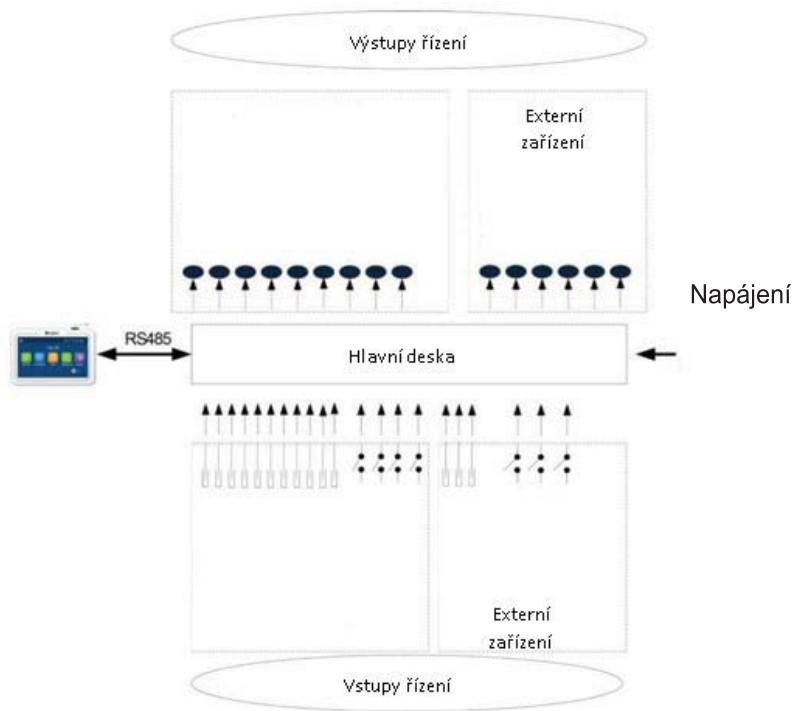 Výstupy řízení
Externí
zařízení
Napájení
RS485
Hlavní deska
Externí
zařízení
Vstupy řízení